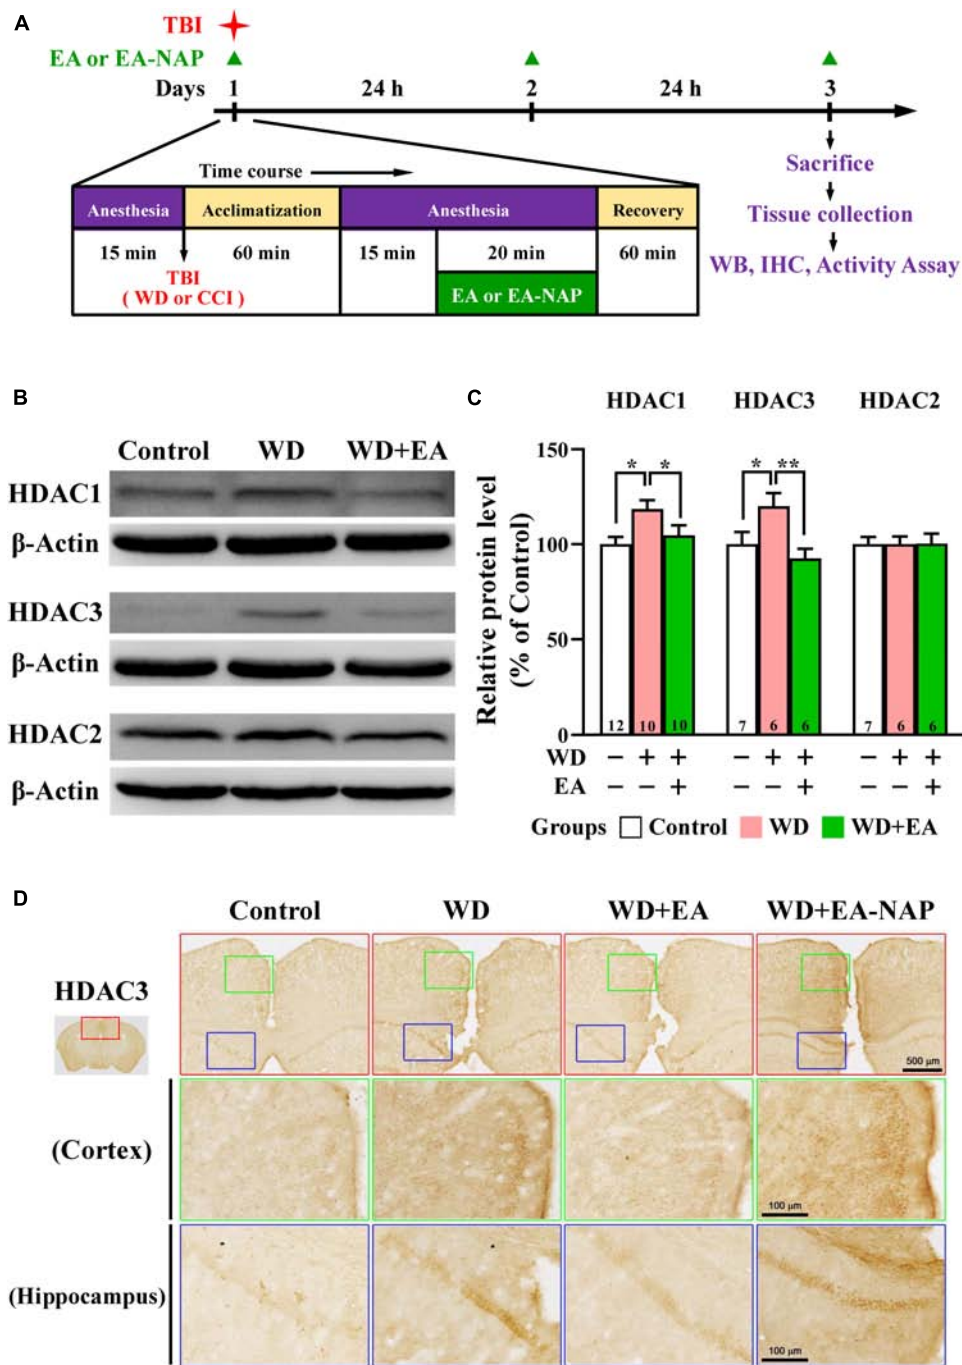 A
TBI
EA or EA-NAP
Days 1 24 h 2 24 h 3
Time course
Anesthesia Acclimatization Anesthesia Recovery
15 min 60 min 15 min 20 min 60 min
TBI
( WD or CCI )
EA or EA-NAP
Sacrifice
Tissue collection
WB, IHC, Activity Assay
B
Control WD WD+EA
HDAC1
β-Actin
HDAC3
β-Actin
HDAC2
β-Actin
C
HDAC1 HDAC3 HDAC2
Relative protein level
(% of Control)
150
100
50
0
* * * **
12 10 10 7 6 6 7 6 6
WD − + + − + + − + +
EA − − + − − + − − +
Groups Control WD WD+EA
D
Control WD WD+EA WD+EA-NAP
HDAC3
500 μm
(Cortex)
100 μm
(Hippocampus)
100 μm